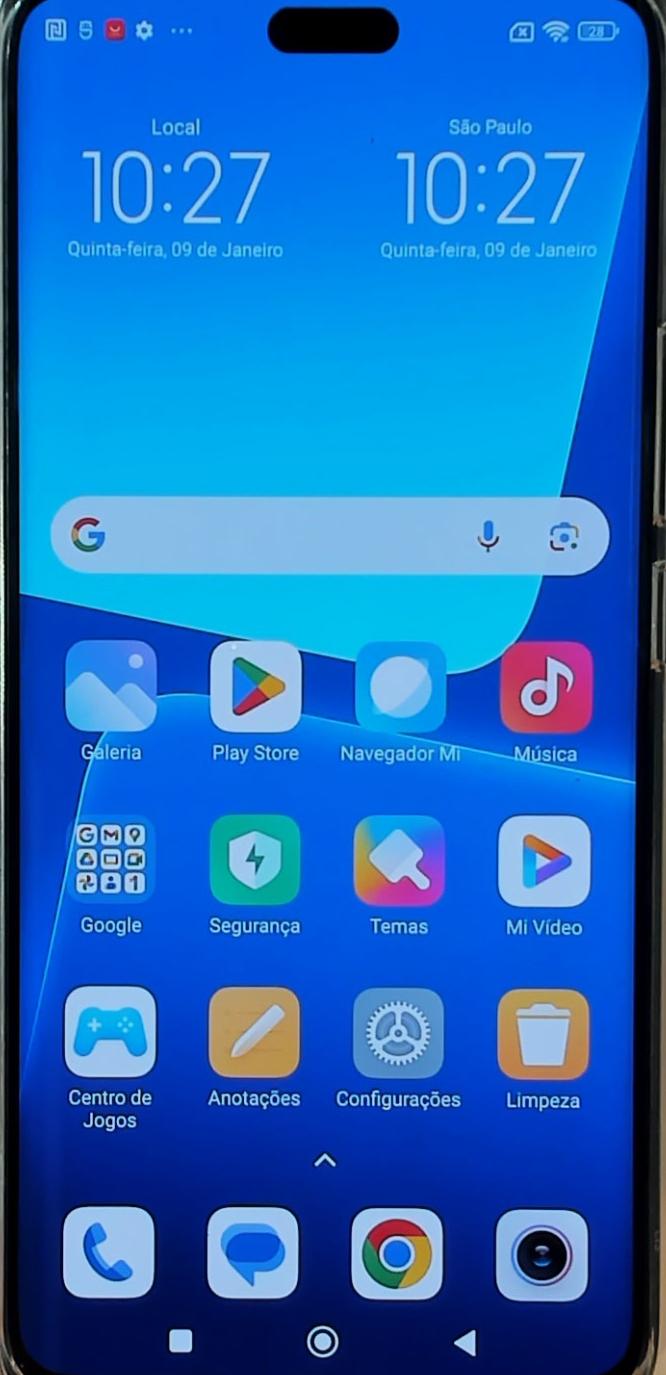 28
Local
São Paulo
10:27
10:27
Quinta-feira, 09 de Janeiro
Quinta-feira, 09 de Janeiro
Galeria
Play Store
Navegador Mi
Música
Google
Segurança
Temas
Mi Vídeo
Centro de
Jogos
Anotações
Configurações
Limpeza